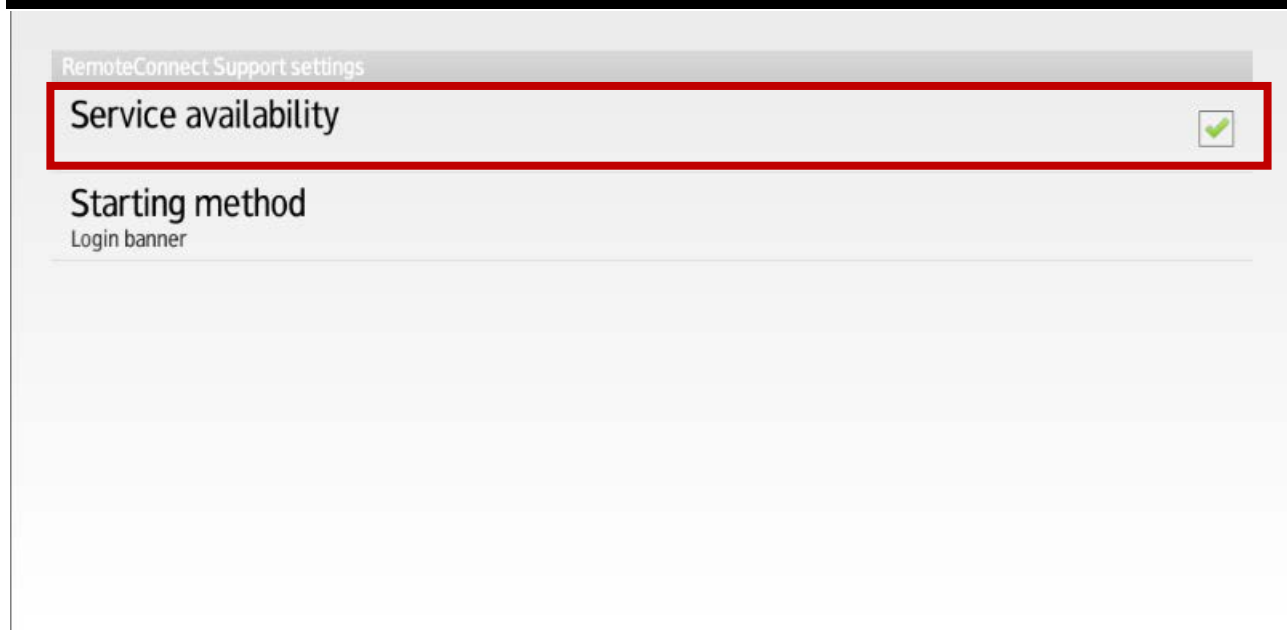 RemoteConnect Support settings
Service availability
Starting method
Login banner